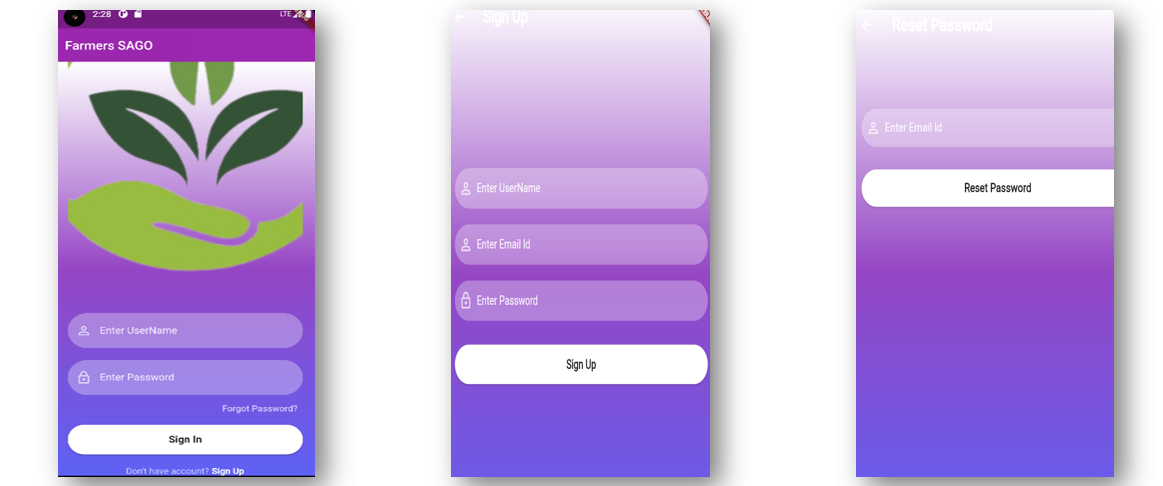 2:28
LTE
Farmers SAGO
Enter UserName
Enter Password
Forgot Password?
Sign In
Don't have account? Sign Up
Sign Up
Enter UserName
Enter Email Id
Enter Password
Sign Up
Reset Password
Enter Email Id
Reset Password